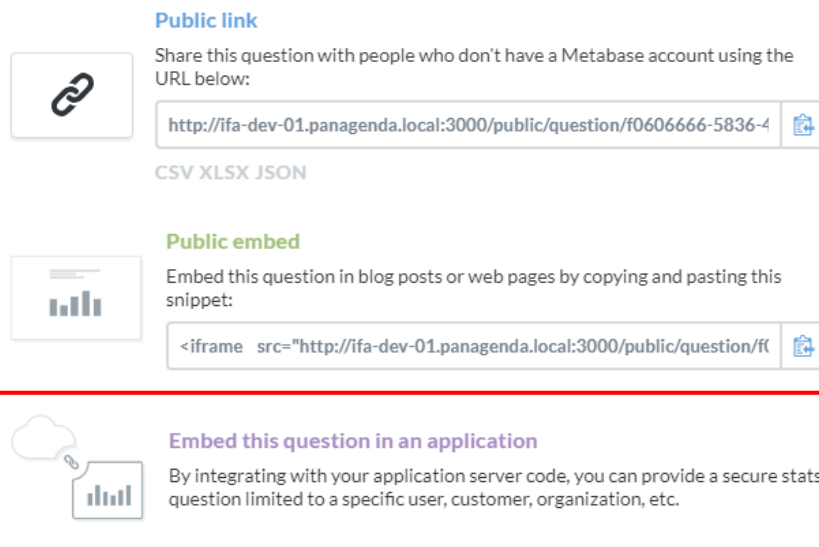 Public link
Share this question with people who don't have a Metabase account using the
URL below:
http://ifa-dev-01.panagenda.local:3000/public/question/f0606666-5836-4
CSV XLSX JSON
Public embed
Embed this question in blog posts or web pages by copying and pasting this
snippet:
<iframe src="http://ifa-dev-01.panagenda.local:3000/public/question/f0
Embed this question in an application
By integrating with your application server code, you can provide a secure stats
question limited to a specific user, customer, organization, etc.